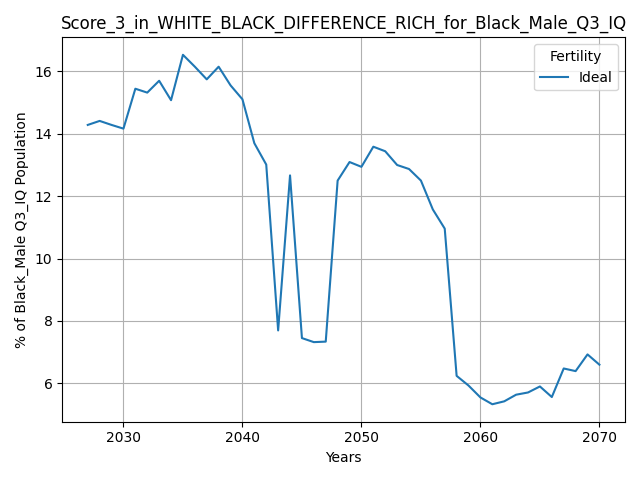 Score_3_in_WHITE_BLACK_DIFFERENCE_RICH_for_Black_Male_Q3_IQ
Fertility
Ideal
% of Black_Male Q3_IQ Population
16
14
12
10
8
6
2030 2040 2050 2060 2070
Years